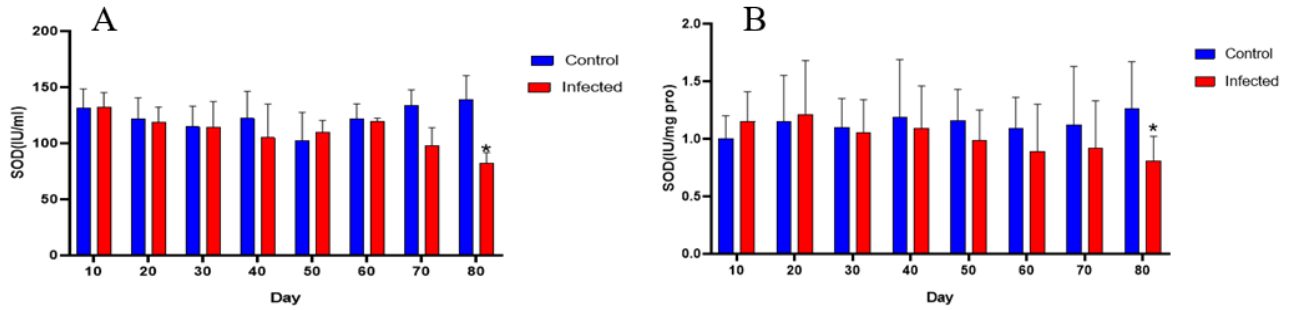 A
SOD(IU/ml)
200
150
100
50
0
10 20 30 40 50 60 70 80
Day
Control
Infected
*
B
SOD(IU/mg pro)
2.0
1.5
1.0
0.5
0.0
10 20 30 40 50 60 70 80
Day
Control
Infected
*